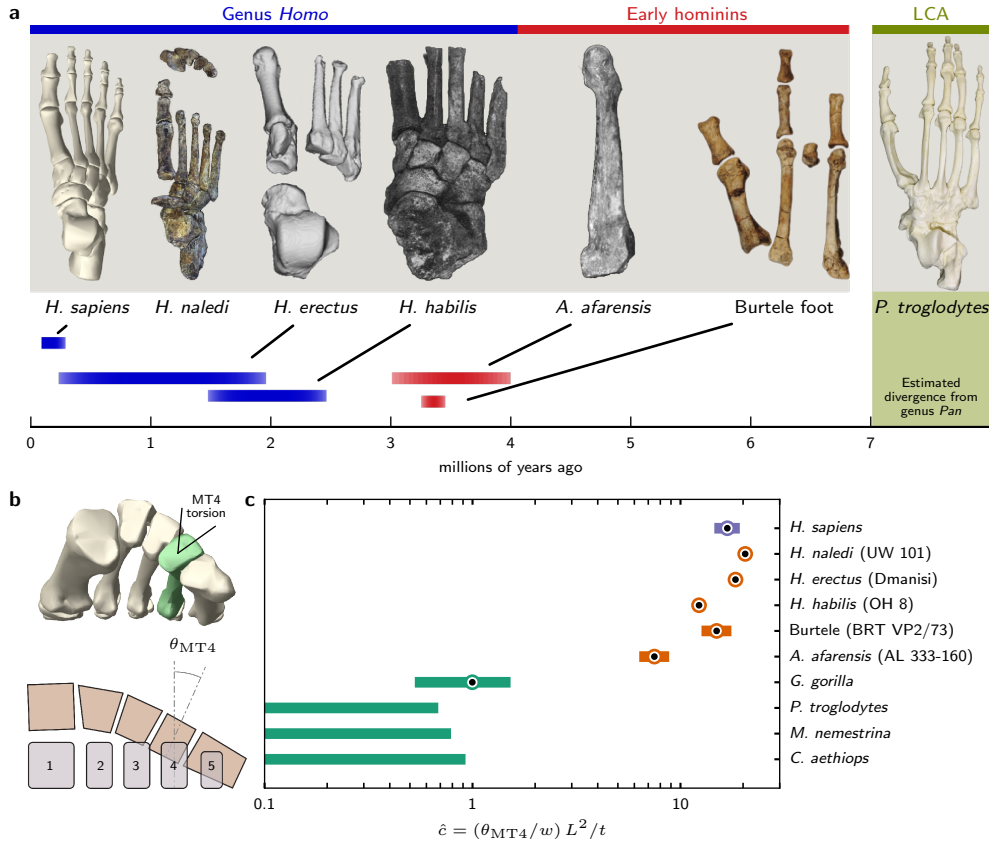 a
Genus Homo
Early hominins
LCA
H. sapiens
H. naledi
H. erectus
H. habilis
A. afarensis
Burtele foot
P. troglodytes
Estimated
divergence from
genus Pan
0 1 2 3 4 5 6 7
millions of years ago
b
MT4
torsion
θMT4
1 2 3 4 5
c
H. sapiens
H. naledi (UW 101)
H. erectus (Dmanisi)
H. habilis (OH 8)
Burtele (BRT VP2/73)
A. afarensis (AL 333-160)
G. gorilla
P. troglodytes
M. nemestrina
C. aethiops
0.1 1 10
ĉ = (θMT4/w) L²/t